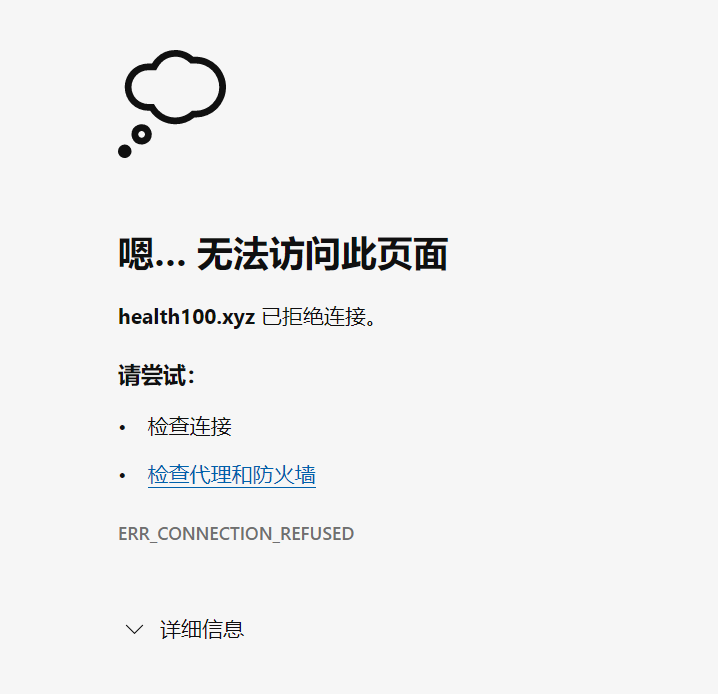 嗯… 无法访问此页面
health100.xyz 已拒绝连接。
请尝试：
• 检查连接
• 检查代理和防火墙
ERR_CONNECTION_REFUSED
详细信息